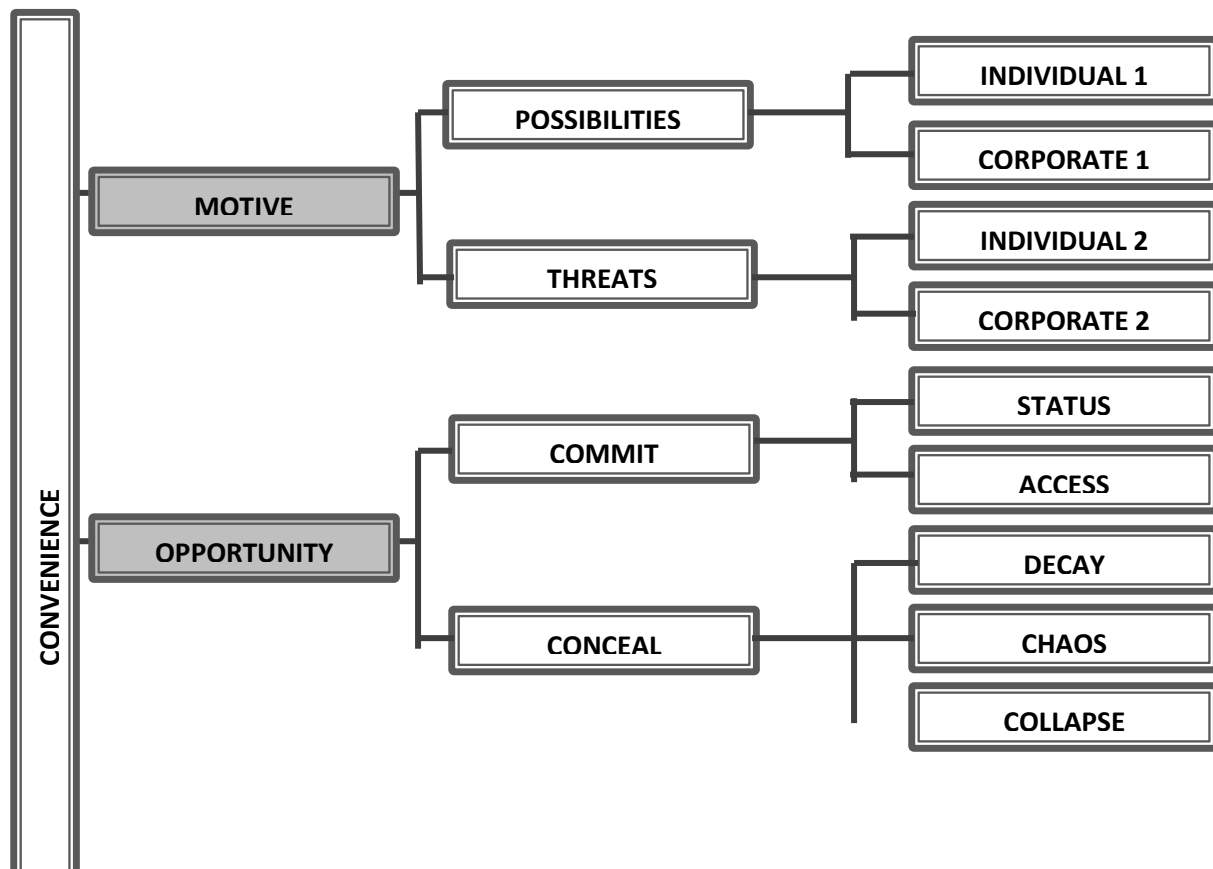 CONVENIENCE
MOTIVE
POSSIBILITIES
INDIVIDUAL 1
CORPORATE 1
THREATS
INDIVIDUAL 2
CORPORATE 2
OPPORTUNITY
COMMIT
STATUS
ACCESS
CONCEAL
DECAY
CHAOS
COLLAPSE